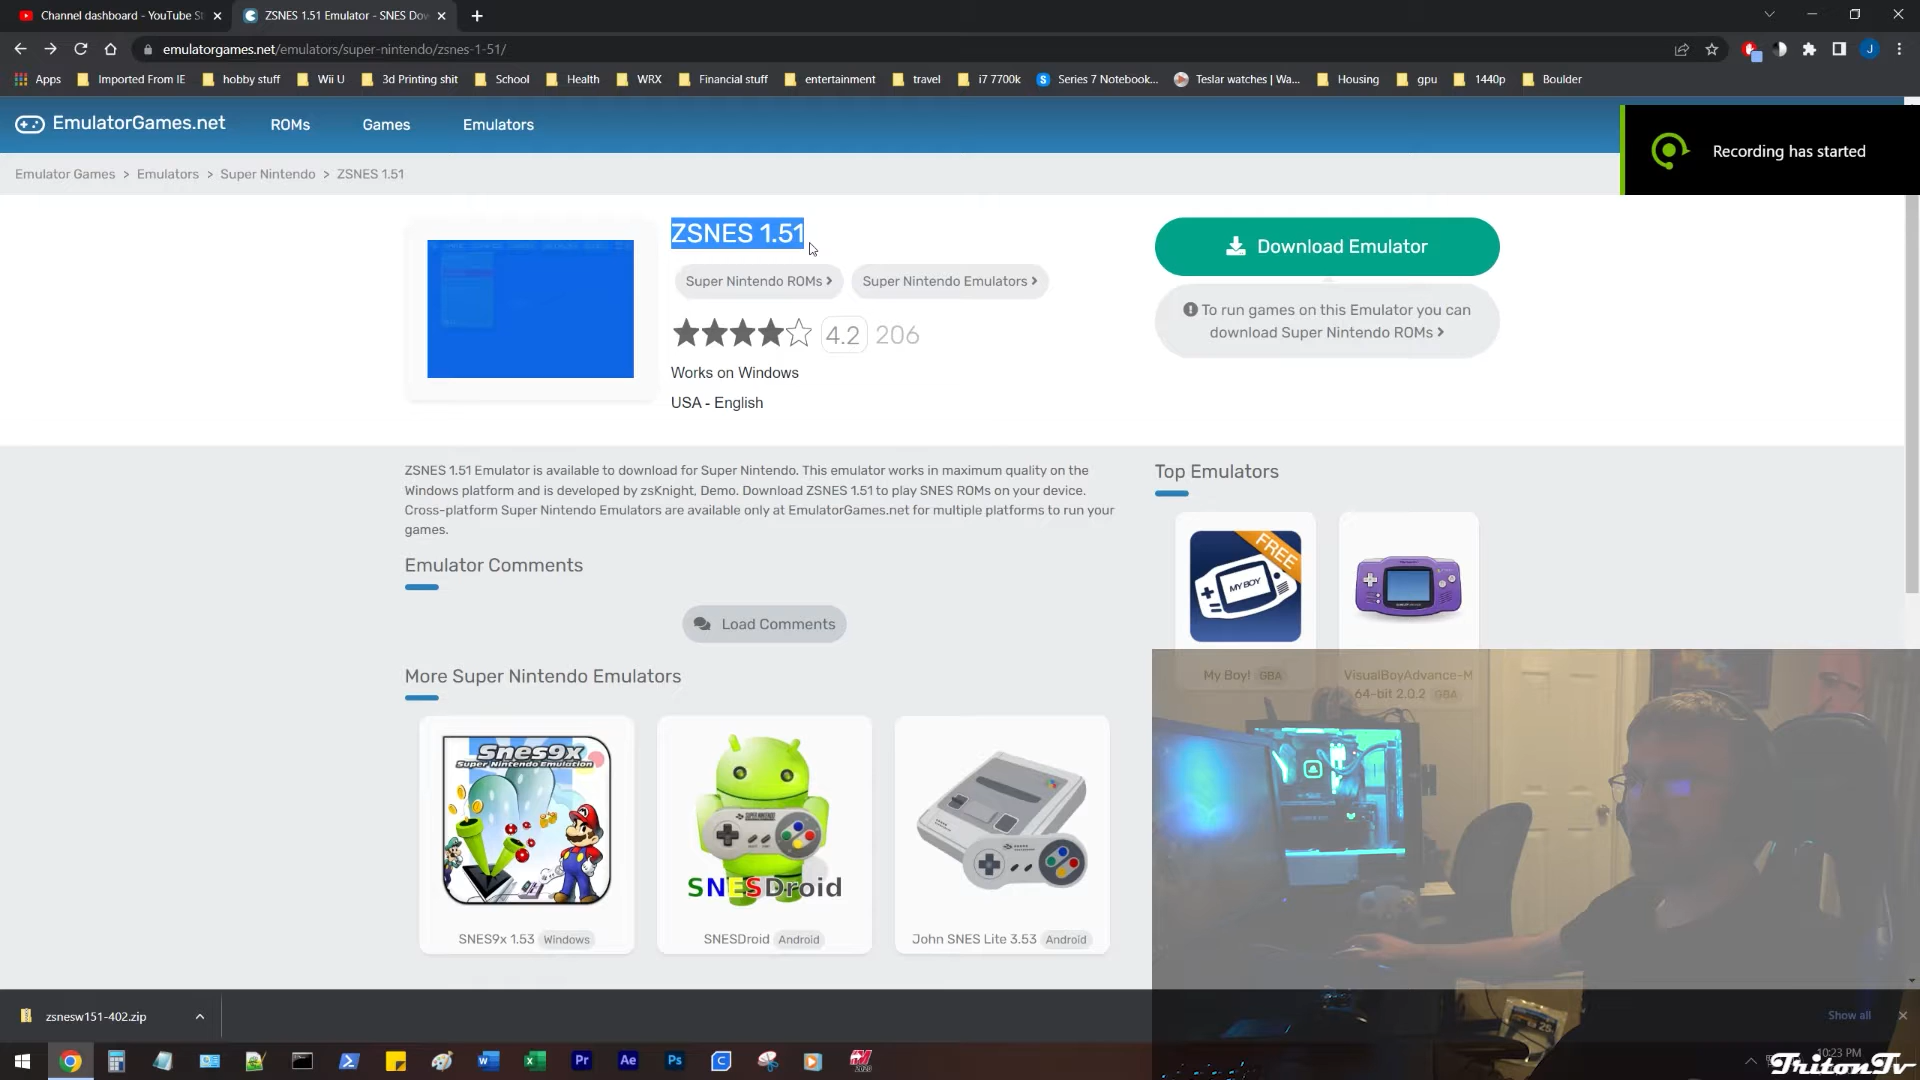 Channel dashboard - YouTube St
ZSNES 1.51 Emulator - SNES Dow
emulatorgames.net/emulators/super-nintendo/zsnes-1-51/
J
Apps
Imported From IE
hobby stuff
Wii U
3d Printing shit
School
Health
WRX
Financial stuff
entertainment
travel
i7 7700k
Series 7 Notebook...
Teslar watches | Wa...
Housing
gpu
1440p
Boulder
EmulatorGames.net
ROMs
Games
Emulators
Recording has started
Emulator Games > Emulators > Super Nintendo > ZSNES 1.51
ZSNES 1.51
Super Nintendo ROMs >
Super Nintendo Emulators >
4.2
206
Works on Windows
USA - English
Download Emulator
To run games on this Emulator you can
download Super Nintendo ROMs >
ZSNES 1.51 Emulator is available to download for Super Nintendo. This emulator works in maximum quality on the
Windows platform and is developed by zsKnight, Demo. Download ZSNES 1.51 to play SNES ROMs on your device.
Cross-platform Super Nintendo Emulators are available only at EmulatorGames.net for multiple platforms to run your
games.
Top Emulators
FREE
MY BOY
My Boy! GBA
VisualBoyAdvance-M
64-bit 2.0.2 GBA
Emulator Comments
Load Comments
More Super Nintendo Emulators
Snes9x
Super Nintendo Emulation
SNES9x 1.53 Windows
SNESDroid
SNESDroid Android
John SNES Lite 3.53 Android
zsnesw151-402.zip
Show all
10:23 PM
Pr
Ae
Ps
TritonTv